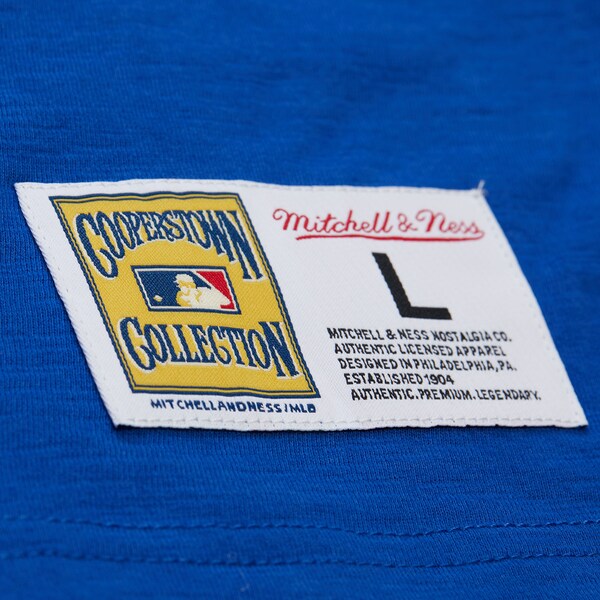 COOPERSTOWN
COLLECTION
MITCHELLANDNESS/MLB
Mitchell & Ness
L
MITCHELL & NESS NOSTALGIA CO.
AUTHENTIC LICENSED APPAREL
DESIGNED IN PHILADELPHIA, PA.
ESTABLISHED 1904
AUTHENTIC. PREMIUM. LEGENDARY.